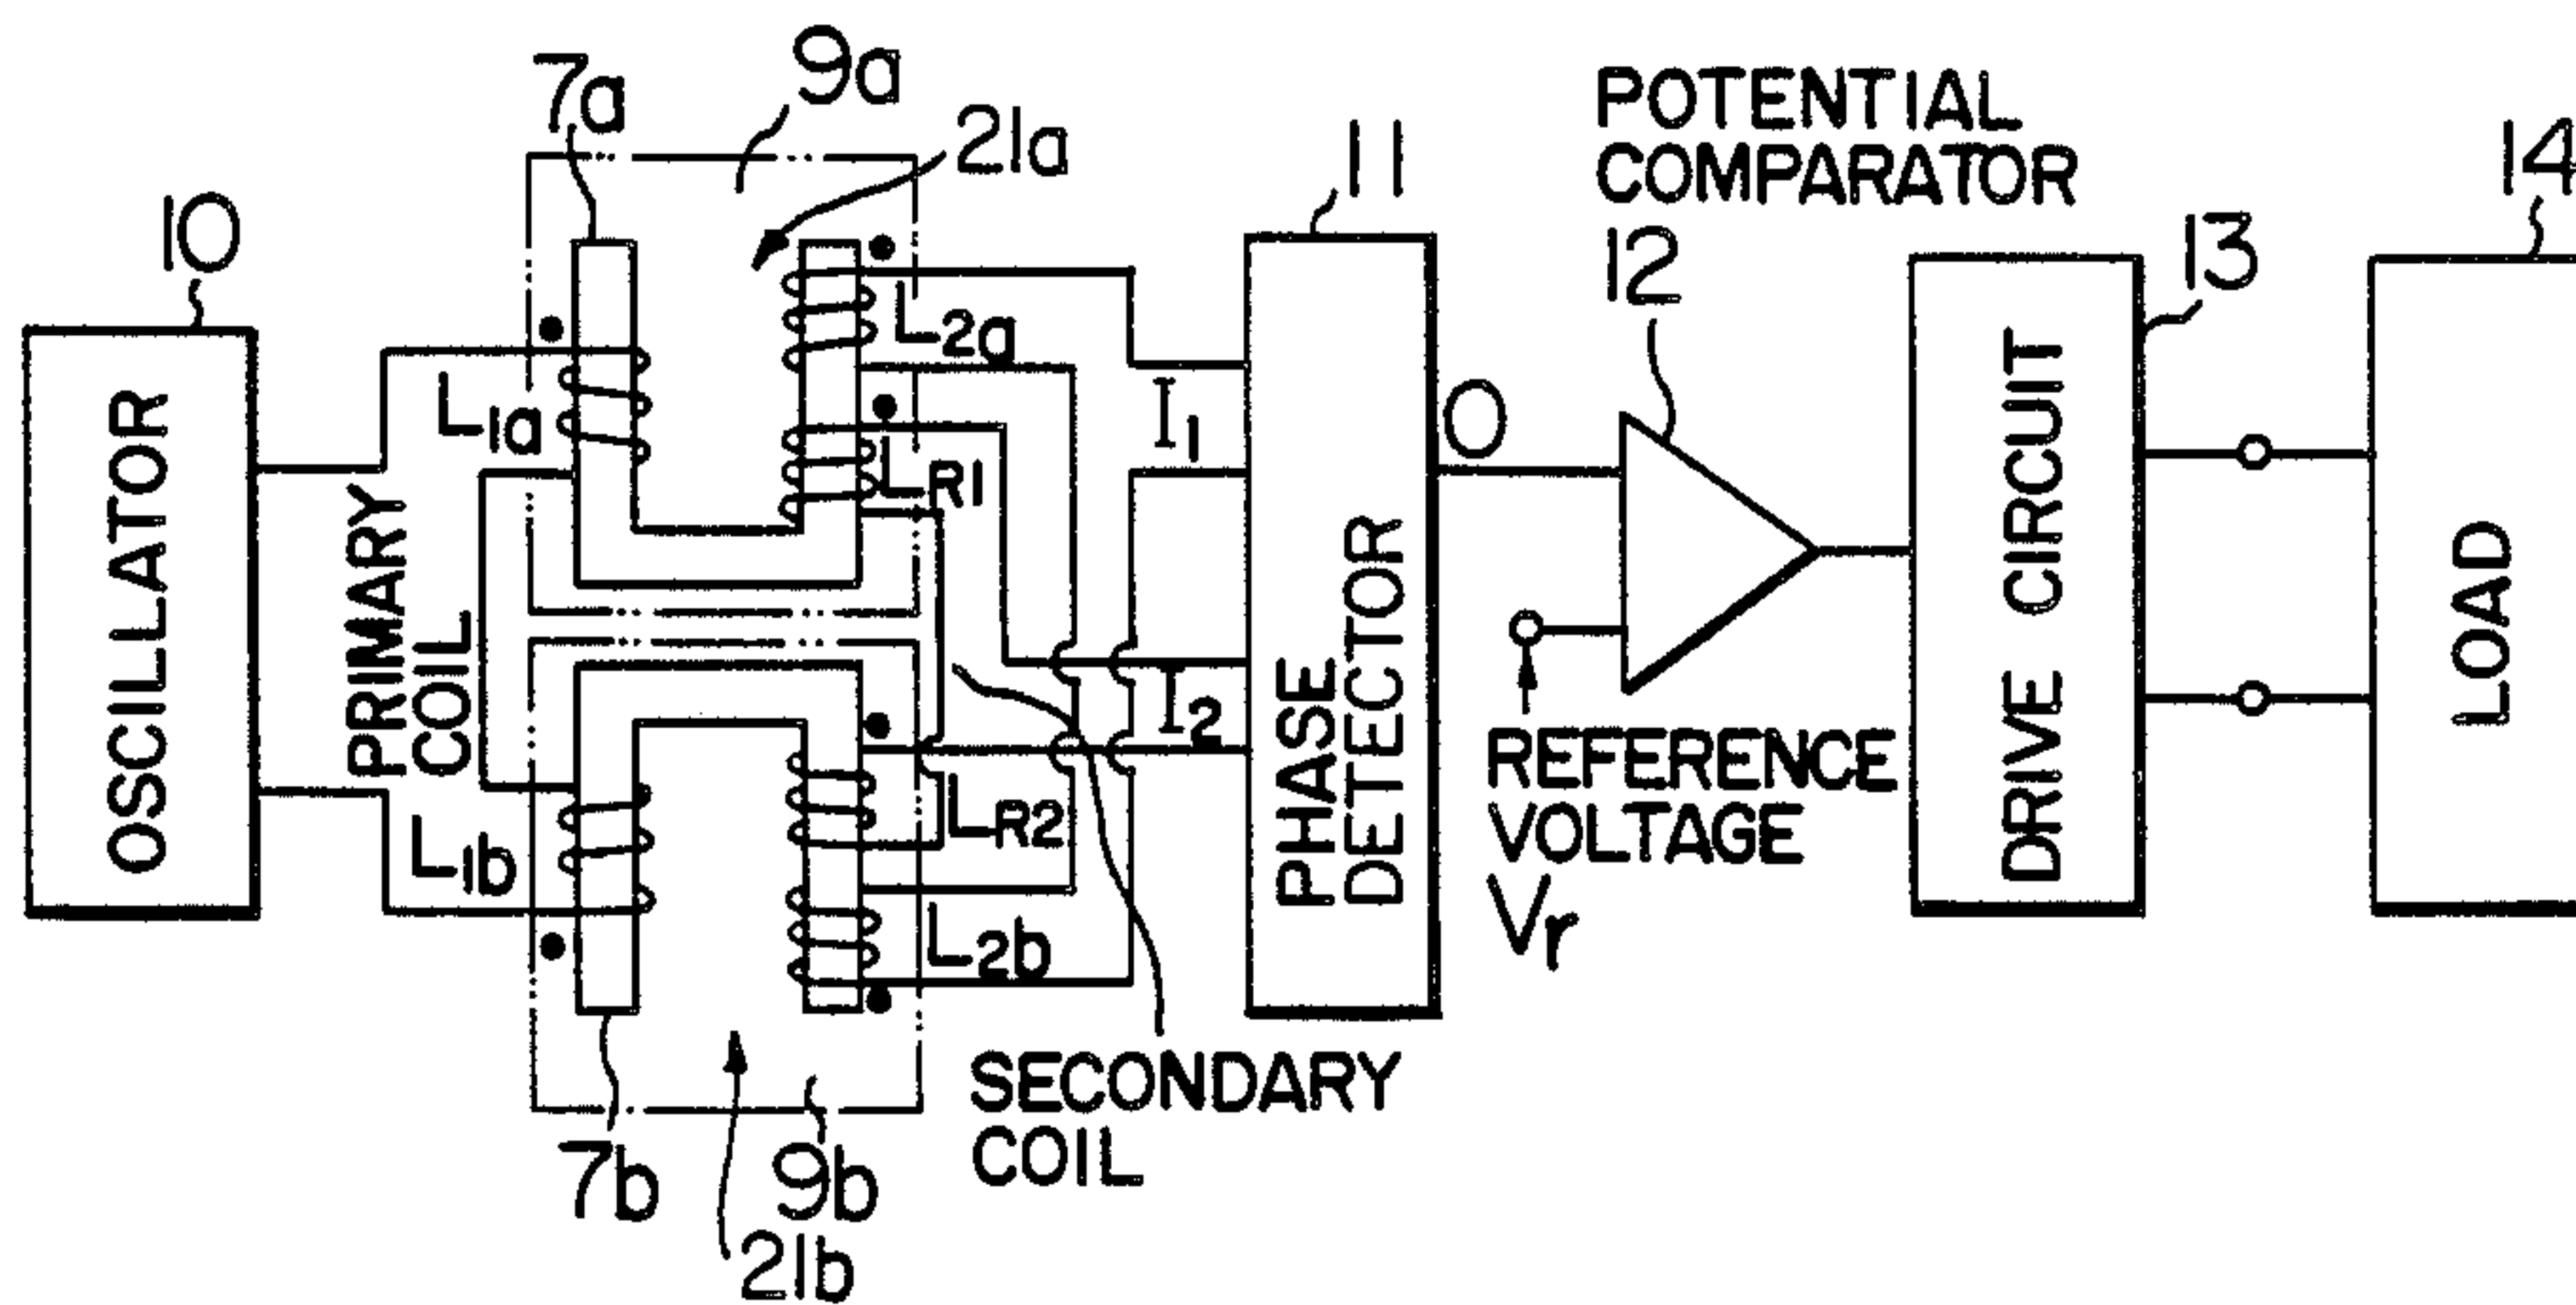 10
OSCILLATOR
7a
9a
21a
L1a
PRIMARY
COIL
L1b
L2a
LR1
LR2
L2b
7b
9b
21b
SECONDARY
COIL
I1
I2
11
PHASE
DETECTOR
O
POTENTIAL
COMPARATOR
12
REFERENCE
VOLTAGE
Vr
13
DRIVE CIRCUIT
14
LOAD